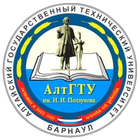 АЛТАЙСКИЙ ГОСУДАРСТВЕННЫЙ ТЕХНИЧЕСКИЙ УНИВЕРСИТЕТ
АлтГТУ
им. И. И. Ползунова
БАРНАУЛ